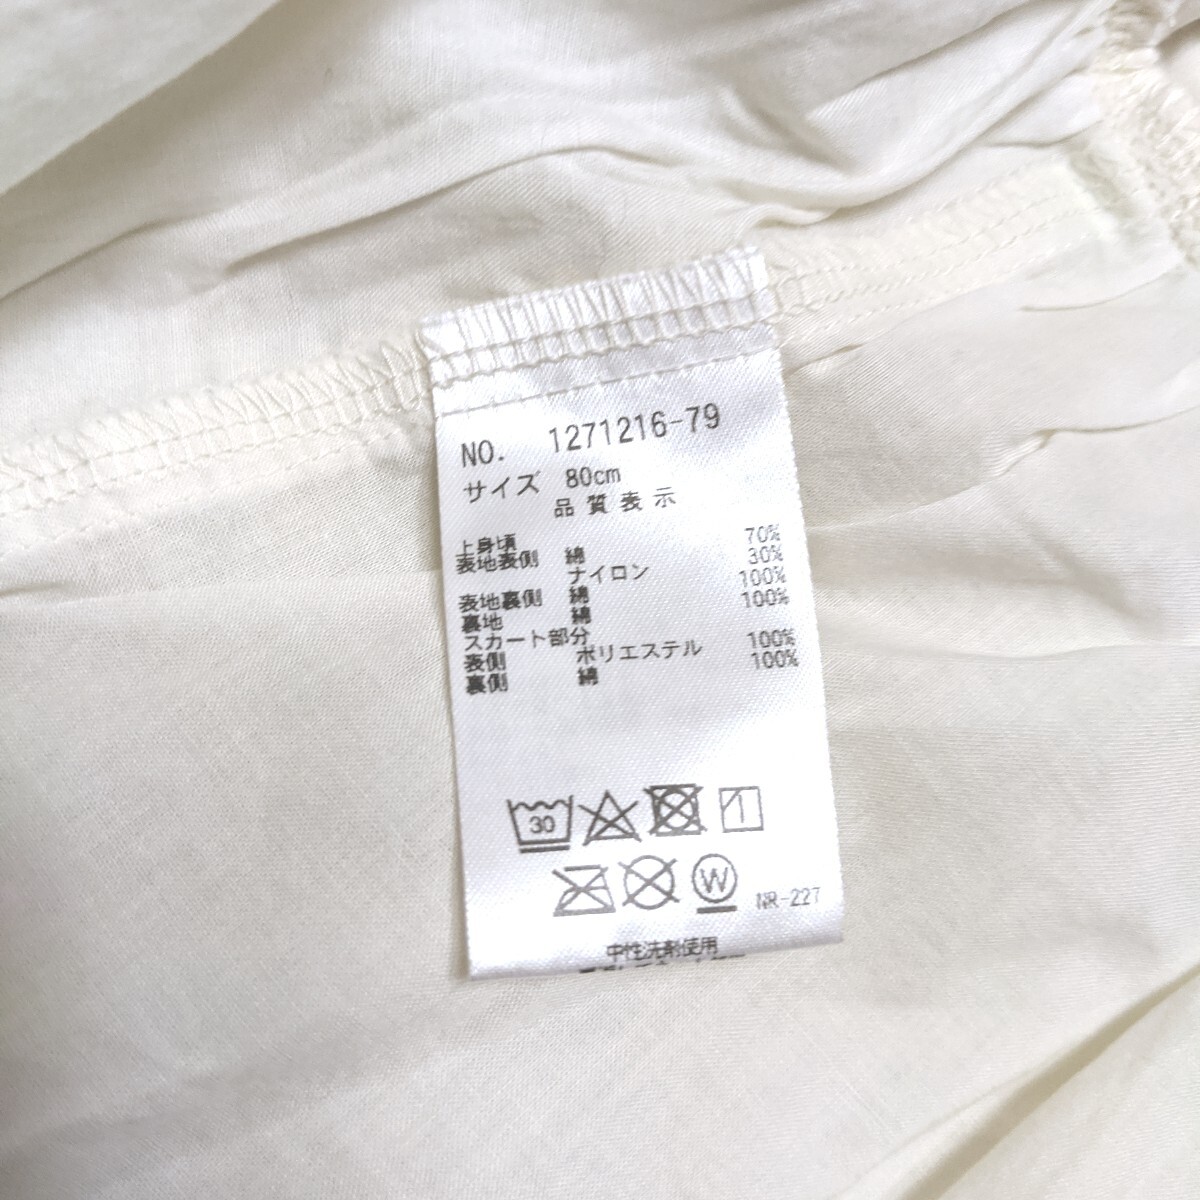 NO. 1271216-79
サイズ 80cm
品質表示
上身頃
表地表側 綿 70%
ナイロン 30%
表地裏側 綿 100%
裏地 綿 100%
スカート部分
表側 ポリエステル 100%
裏側 綿 100%
30
W
NR-227
中性洗剤使用